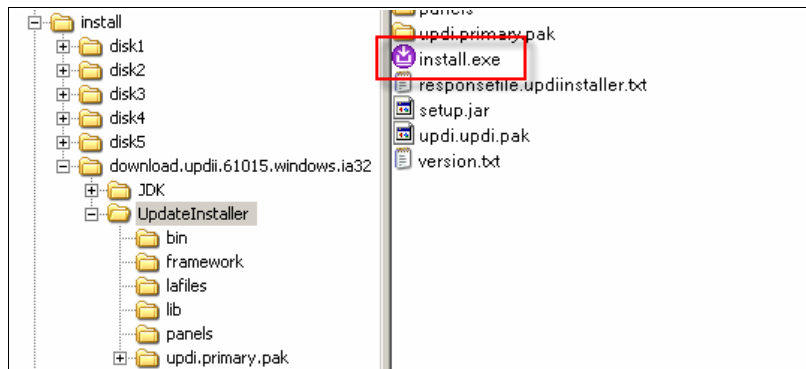 install
disk1
disk2
disk3
disk4
disk5
download.updii.61015.windows.ia32
JDK
UpdateInstaller
bin
framework
lafiles
lib
panels
updi.primary.pak
panels
updi.primary.pak
install.exe
responsefile.updiinstaller.txt
setup.jar
updi.updi.pak
version.txt